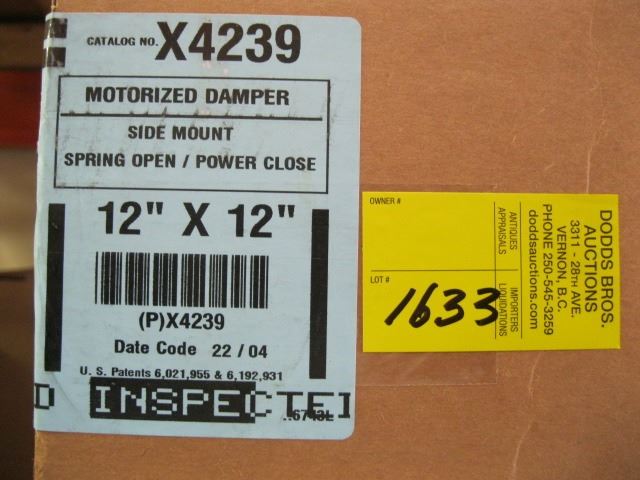 CATALOG NO. X4239
MOTORIZED DAMPER
SIDE MOUNT
SPRING OPEN / POWER CLOSE
12" X 12"
(P)X4239
Date Code 22 / 04
U. S. Patents 6,021,955 & 6,192,931
D INSPECTED
OWNER #
LOT #
1633
ANTIQUES
APPRAISALS
IMPORTERS
LIQUIDATIONS
DODDS BROS.
AUCTIONS
3311 - 28TH AVE.
VERNON, B.C.
PHONE 250-545-3259
doddsauctions.com